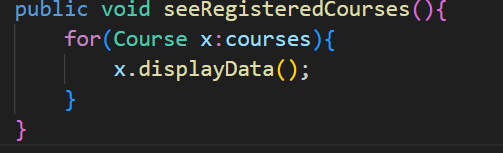 public void seeRegisteredCourses(){
    for(Course x:courses){
        x.displayData();
    }
}